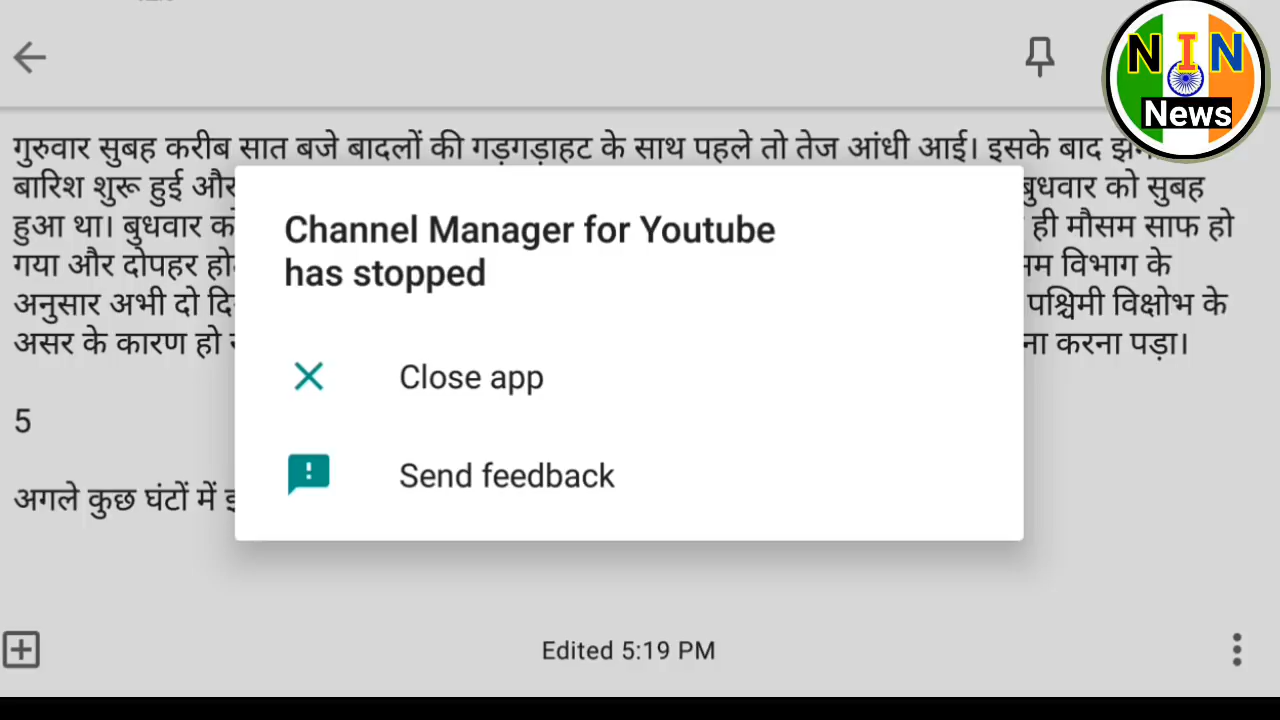 NIN
News
गुरुवार सुबह करीब सात बजे बादलों की गड़गड़ाहट के साथ पहले तो तेज आंधी आई। इसके बाद
बारिश शुरू हुई और बुधवार को सुबह
हुआ था। बुधवार ही मौसम साफ हो
गया और दोपहर विभाग के
अनुसार अभी दो पश्चिमी विक्षोभ के
असर के कारण हो करना पड़ा।
Channel Manager for Youtube
has stopped
Close app
5
Send feedback
अगले कुछ घंटों में
Edited 5:19 PM